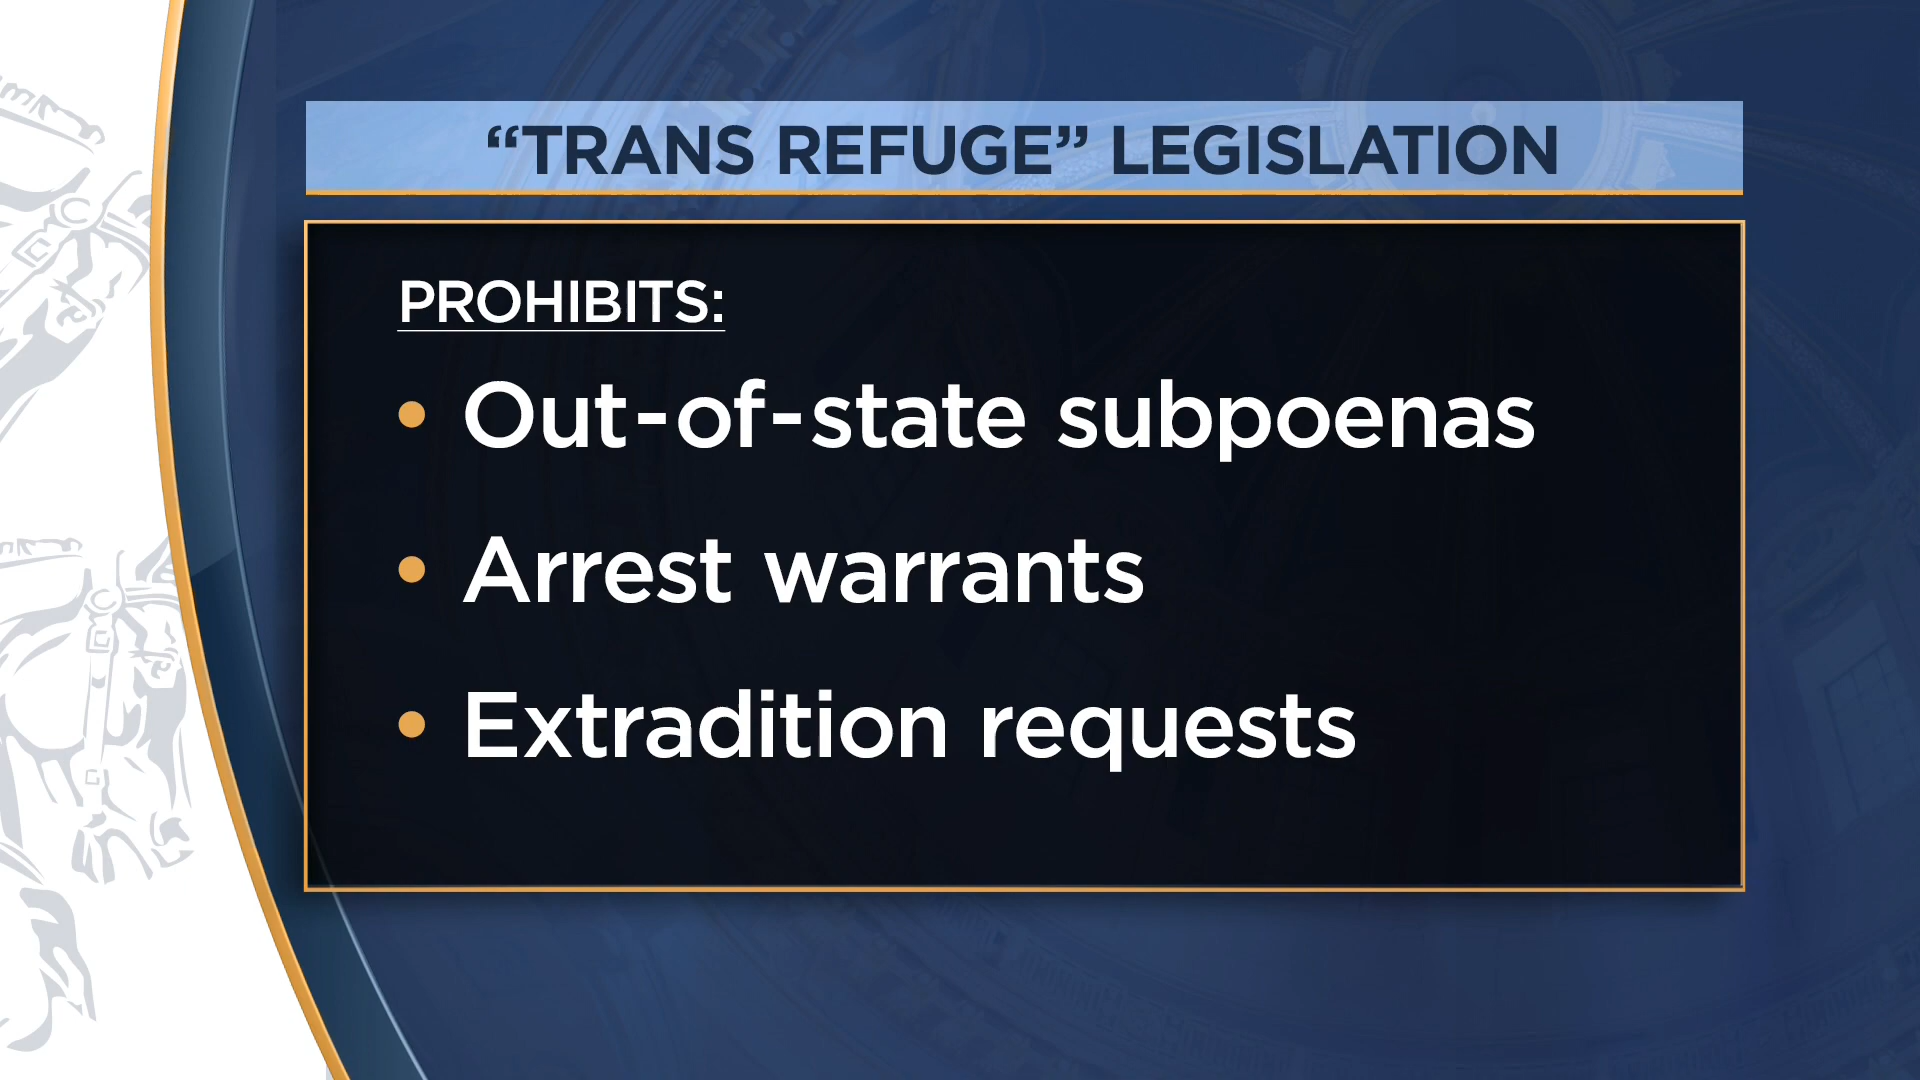 “TRANS REFUGE” LEGISLATION
PROHIBITS:
• Out-of-state subpoenas
• Arrest warrants
• Extradition requests